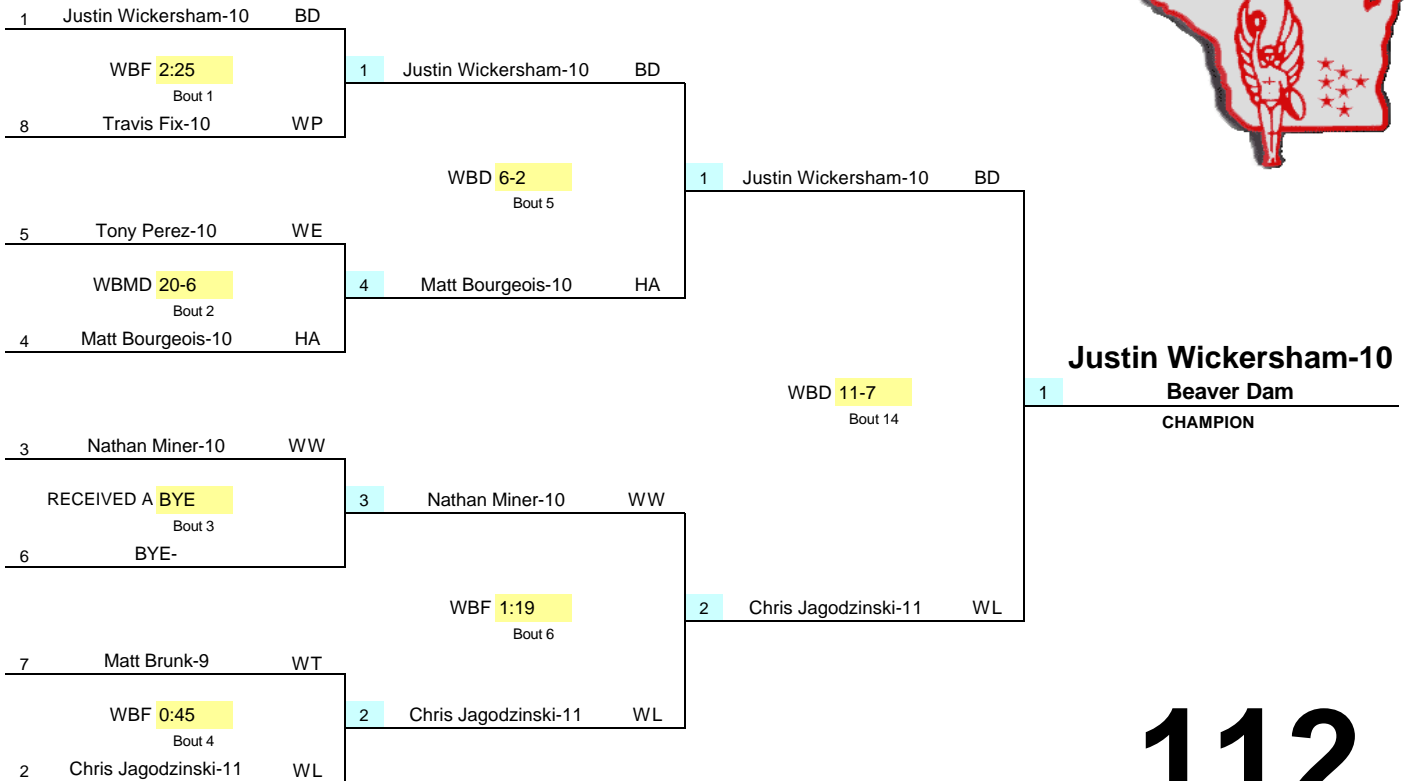 1 Justin Wickersham-10 BD
WBF 2:25
1 Justin Wickersham-10 BD
Bout 1
8 Travis Fix-10 WP
WBD 6-2
1 Justin Wickersham-10 BD
Bout 5
5 Tony Perez-10 WE
WBMD 20-6
4 Matt Bourgeois-10 HA
Bout 2
4 Matt Bourgeois-10 HA
Justin Wickersham-10
WBD 11-7
1 Beaver Dam
Bout 14
CHAMPION
3 Nathan Miner-10 WW
RECEIVED A BYE
3 Nathan Miner-10 WW
Bout 3
6 BYE-
WBF 1:19
2 Chris Jagodzinski-11 WL
Bout 6
7 Matt Brunk-9 WT
WBF 0:45
2 Chris Jagodzinski-11 WL
Bout 4
2 Chris Jagodzinski-11 WL
112